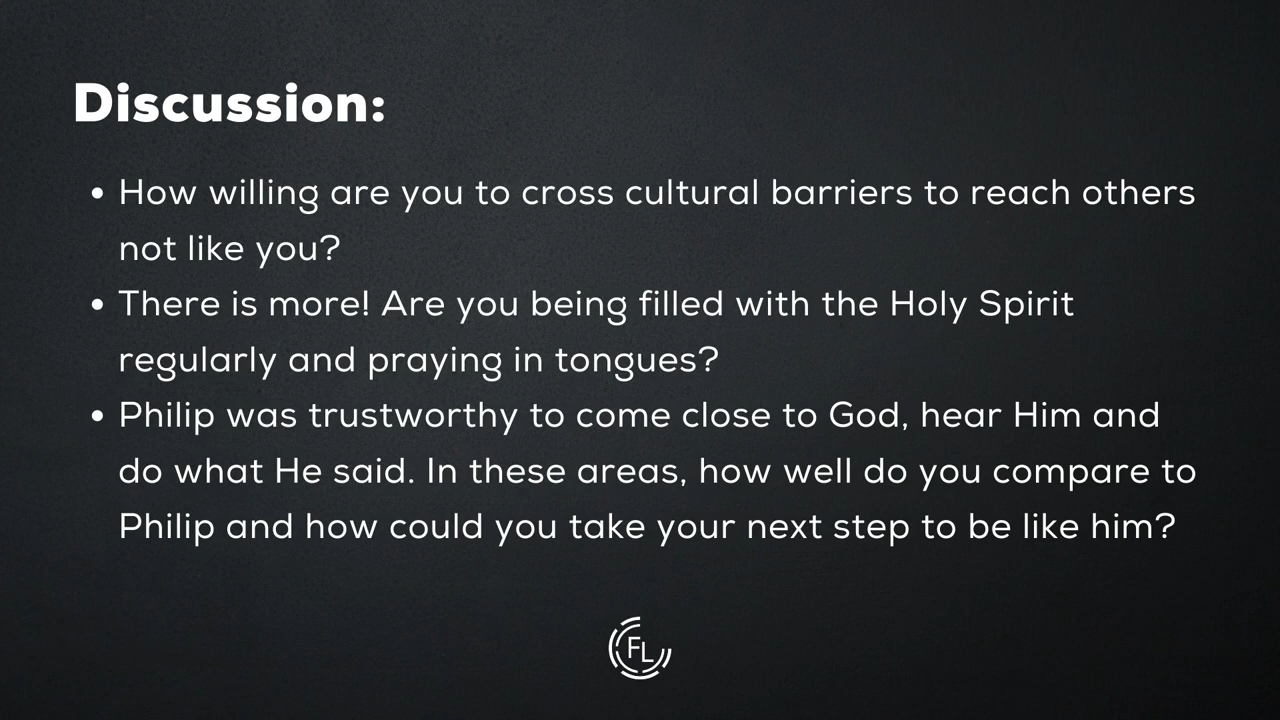 Discussion:
• How willing are you to cross cultural barriers to reach others
not like you?
• There is more! Are you being filled with the Holy Spirit
regularly and praying in tongues?
• Philip was trustworthy to come close to God, hear Him and
do what He said. In these areas, how well do you compare to
Philip and how could you take your next step to be like him?
FL